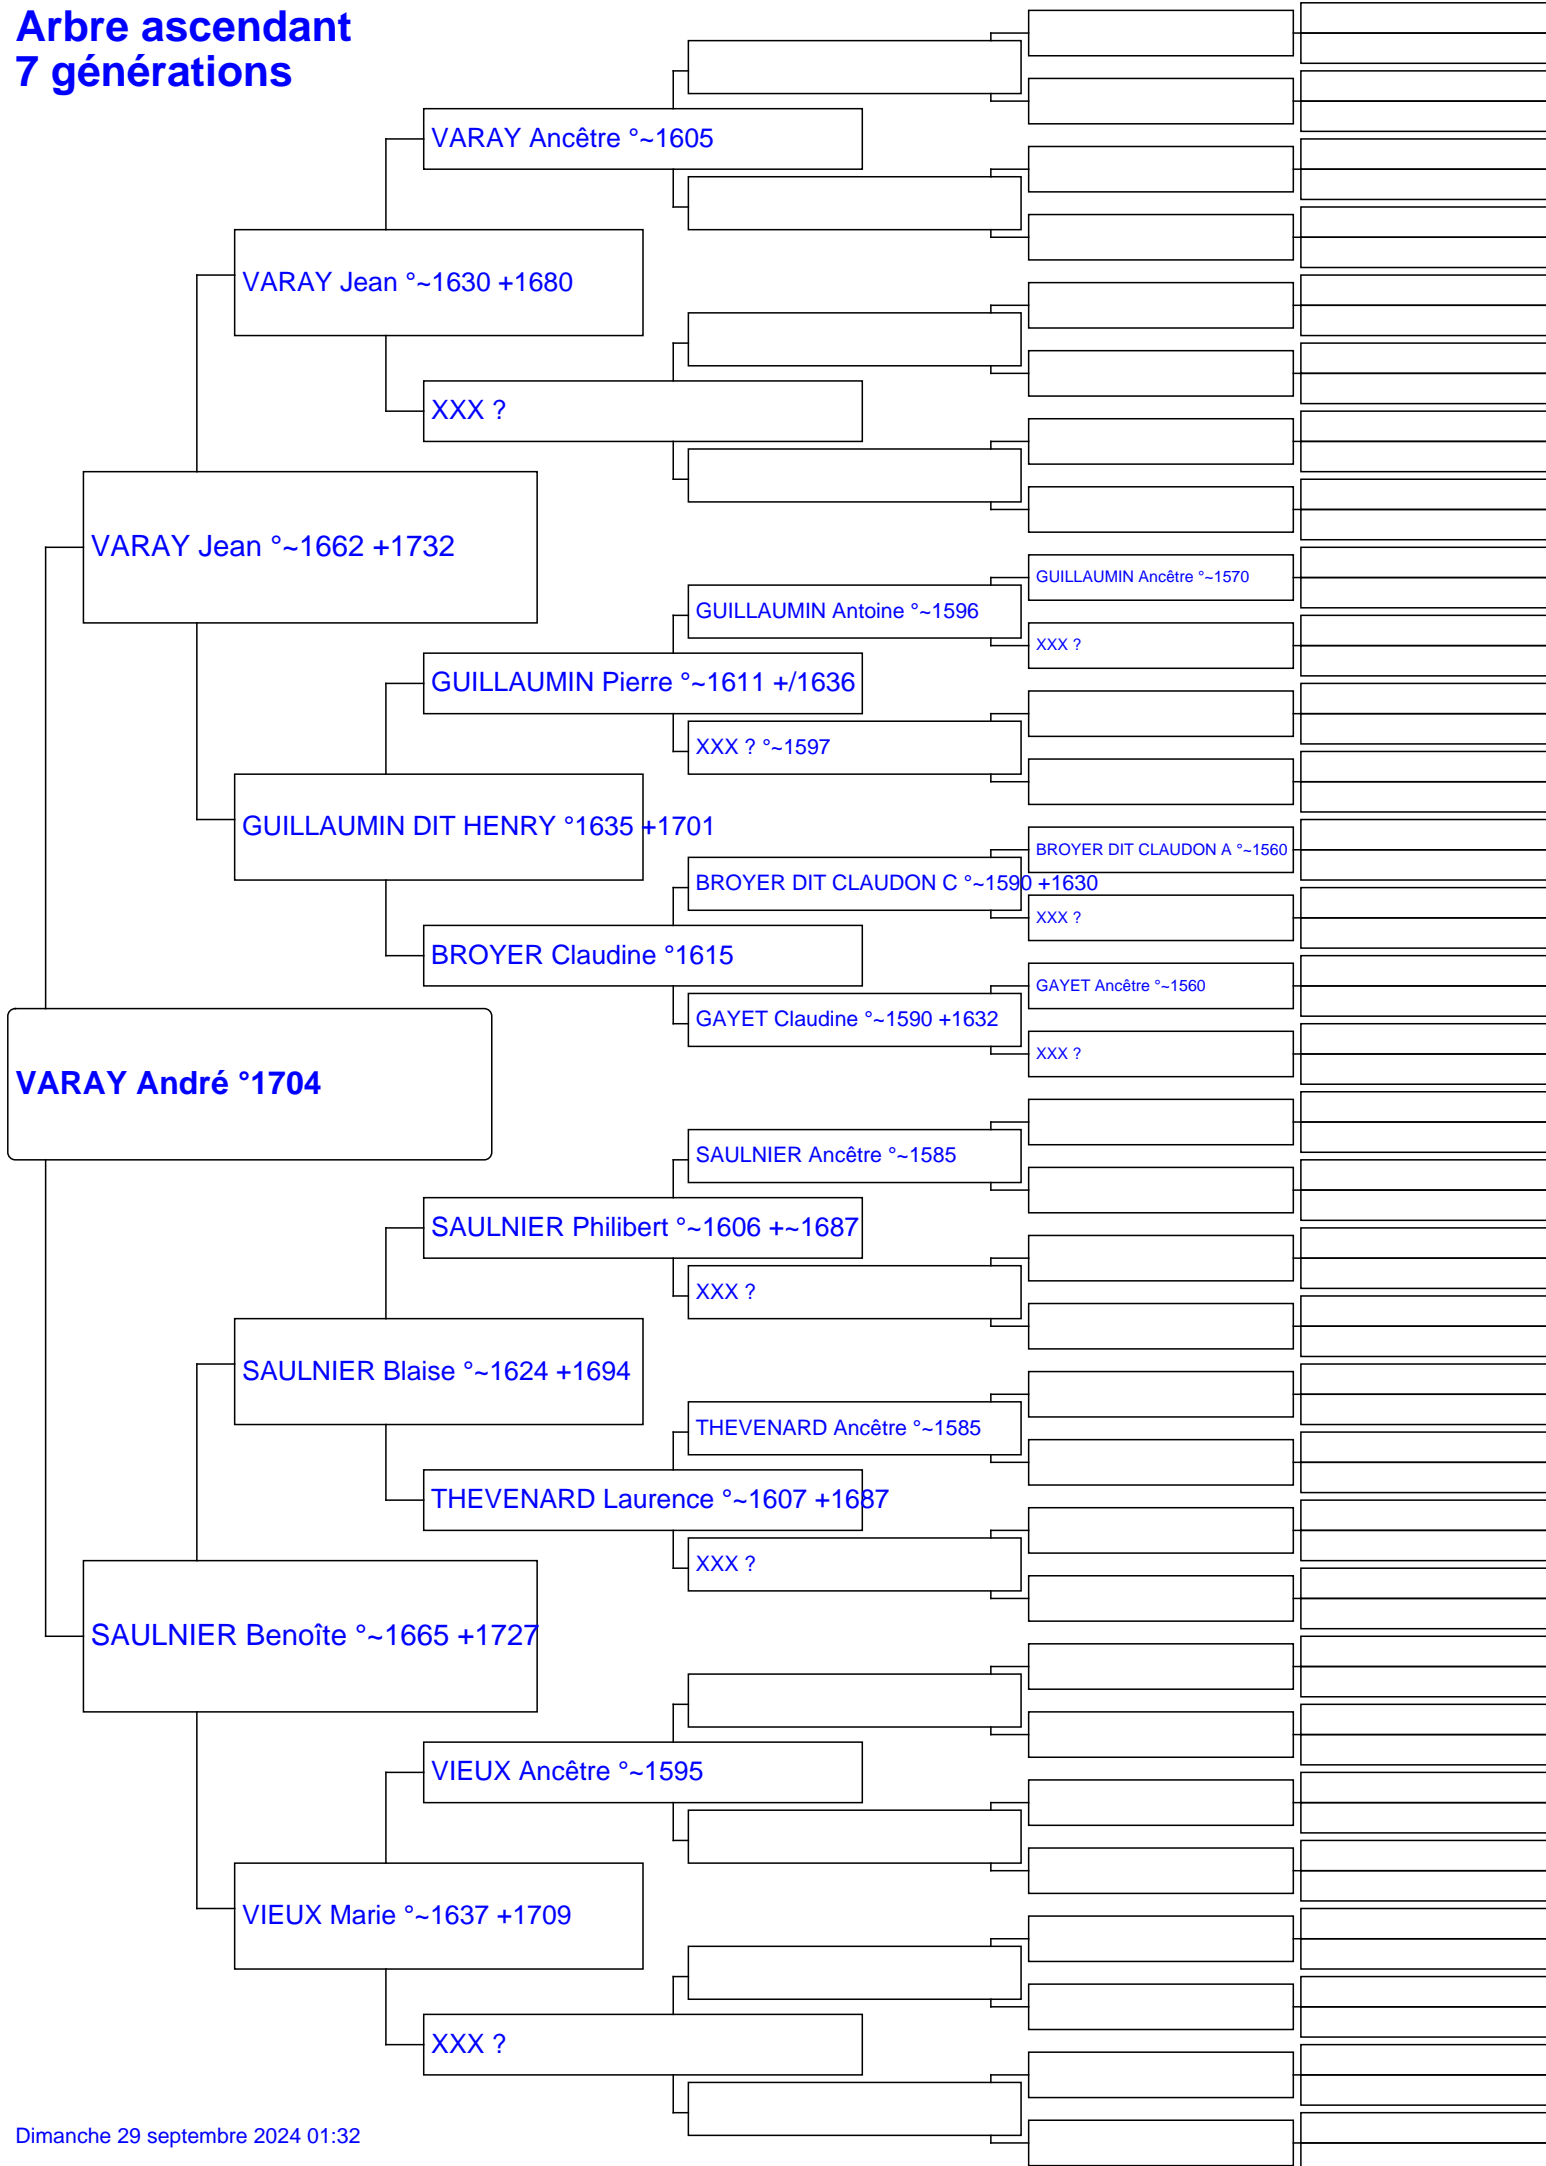 Arbre ascendant
7 générations
VARAY Ancêtre °~1605
VARAY Jean °~1630 +1680
XXX ?
VARAY Jean °~1662 +1732
GUILLAUMIN Ancêtre °~1570
GUILLAUMIN Antoine °~1596
XXX ?
GUILLAUMIN Pierre °~1611 +/1636
XXX ? °~1597
GUILLAUMIN DIT HENRY °1635 +1701
BROYER DIT CLAUDON A °~1560
BROYER DIT CLAUDON C °~1590 +1630
XXX ?
BROYER Claudine °1615
GAYET Ancêtre °~1560
GAYET Claudine °~1590 +1632
XXX ?
VARAY André °1704
SAULNIER Ancêtre °~1585
SAULNIER Philibert °~1606 +~1687
XXX ?
SAULNIER Blaise °~1624 +1694
THEVENARD Ancêtre °~1585
THEVENARD Laurence °~1607 +1687
XXX ?
SAULNIER Benoîte °~1665 +1727
VIEUX Ancêtre °~1595
VIEUX Marie °~1637 +1709
XXX ?
Dimanche 29 septembre 2024 01:32